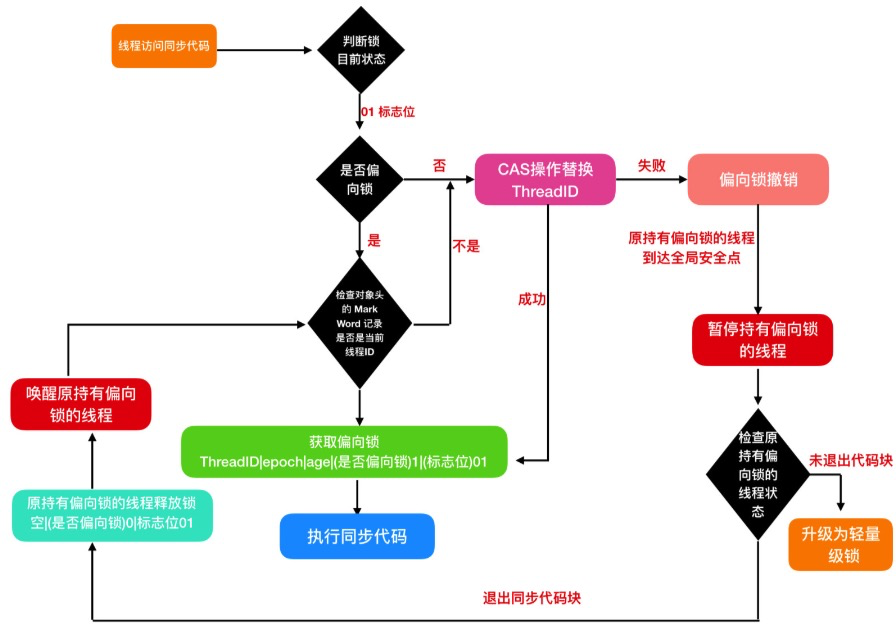 线程访问同步代码
判断锁
目前状态
01 标志位
是否偏
向锁
否
CAS操作替换
ThreadID
失败
偏向锁撤销
是
不是
原持有偏向锁的线程
到达全局安全点
检查对象头
的 Mark
Word 记录
是否是当前
线程ID
成功
暂停持有偏向锁
的线程
唤醒原持有偏向
锁的线程
获取偏向锁
ThreadID|epoch|age|(是否偏向锁)1|(标志位)01
检查原
持有偏
向锁的
线程状
态
未退出代码块
原持有偏向锁的线程释放锁
空|(是否偏向锁)0|标志位01
执行同步代码
升级为轻量
级锁
退出同步代码块